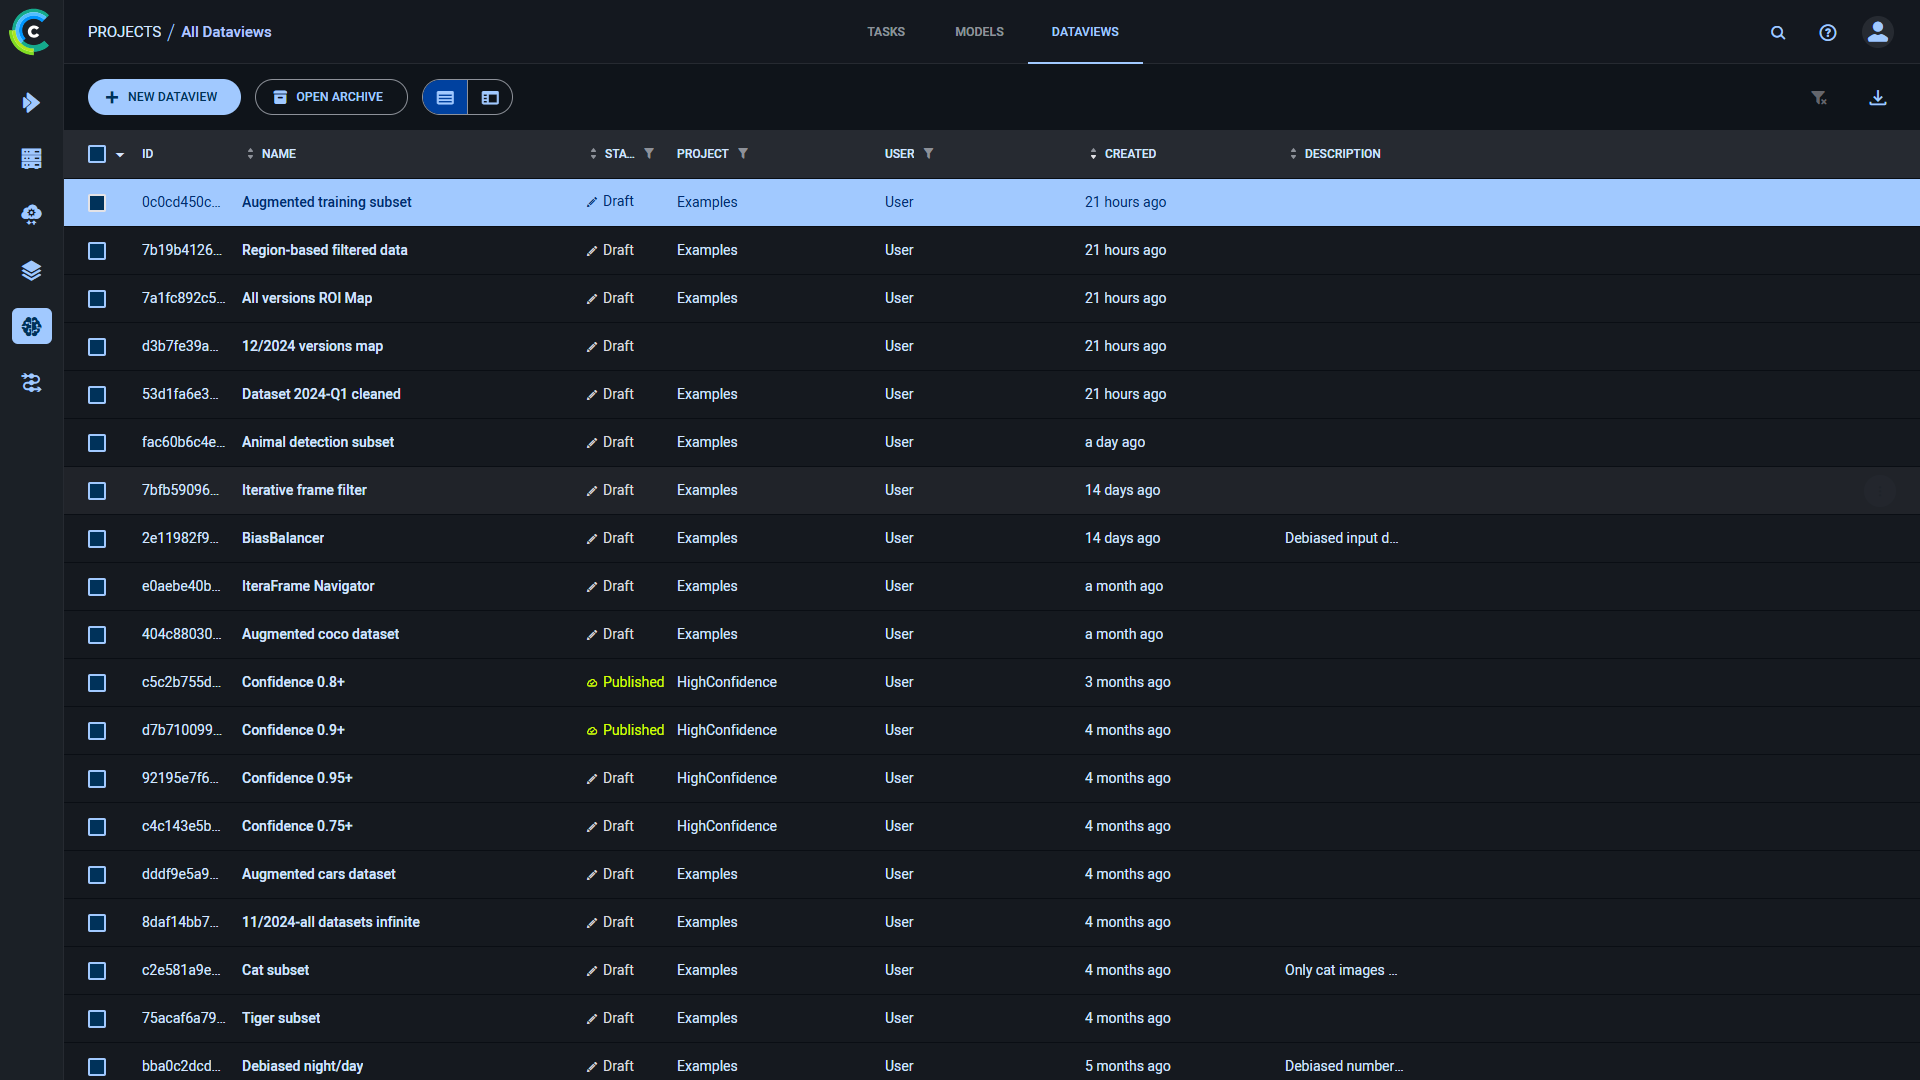 PROJECTS / All Dataviews
TASKS MODELS DATAVIEWS
NEW DATAVIEW OPEN ARCHIVE
ID NAME STA... PROJECT USER CREATED DESCRIPTION
0c0cd450c... Augmented training subset Draft Examples User 21 hours ago
7b19b4126... Region-based filtered data Draft Examples User 21 hours ago
7a1fc892c5... All versions ROI Map Draft Examples User 21 hours ago
d3b7fe39a... 12/2024 versions map Draft User 21 hours ago
53d1fa6e3... Dataset 2024-Q1 cleaned Draft Examples User 21 hours ago
fac60b6c4e... Animal detection subset Draft Examples User a day ago
7bfb59096... Iterative frame filter Draft Examples User 14 days ago
2e11982f9... BiasBalancer Draft Examples User 14 days ago Debiased input d...
e0aebe40b... IteraFrame Navigator Draft Examples User a month ago
404c88030... Augmented coco dataset Draft Examples User a month ago
c5c2b755d... Confidence 0.8+ Published HighConfidence User 3 months ago
d7b710099... Confidence 0.9+ Published HighConfidence User 4 months ago
92195e7f6... Confidence 0.95+ Draft HighConfidence User 4 months ago
c4c143e5b... Confidence 0.75+ Draft HighConfidence User 4 months ago
dddf9e5a9... Augmented cars dataset Draft Examples User 4 months ago
8daf14bb7... 11/2024-all datasets infinite Draft Examples User 4 months ago
c2e581a9e... Cat subset Draft Examples User 4 months ago Only cat images ...
75acaf6a79... Tiger subset Draft Examples User 4 months ago
bba0c2dcd... Debiased night/day Draft Examples User 5 months ago Debiased number...